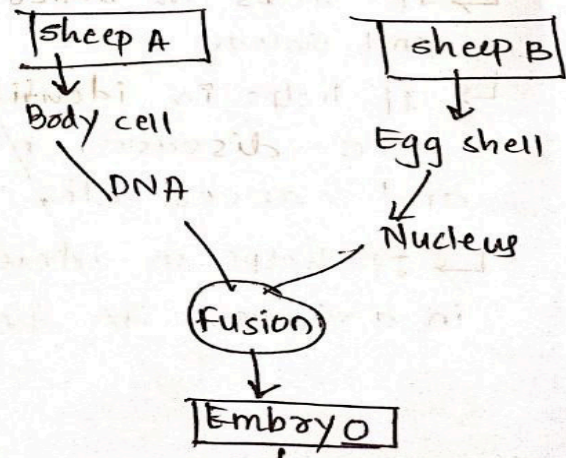 Sheep A
sheep B
Body cell
Egg shell
DNA
Nucleus
Fusion
Embryo